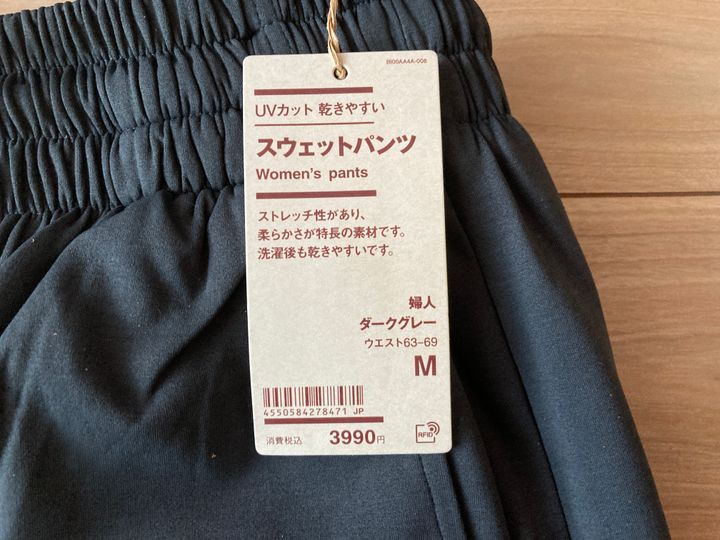 B00AA4A-008
UVカット 乾きやすい
スウェットパンツ
Women's pants
ストレッチ性があり、
柔らかさが特長の素材です。
洗濯後も乾きやすいです。
婦人
ダークグレー
ウエスト63-69
M
4550584278471 JP
消費税込 3990円
RFID